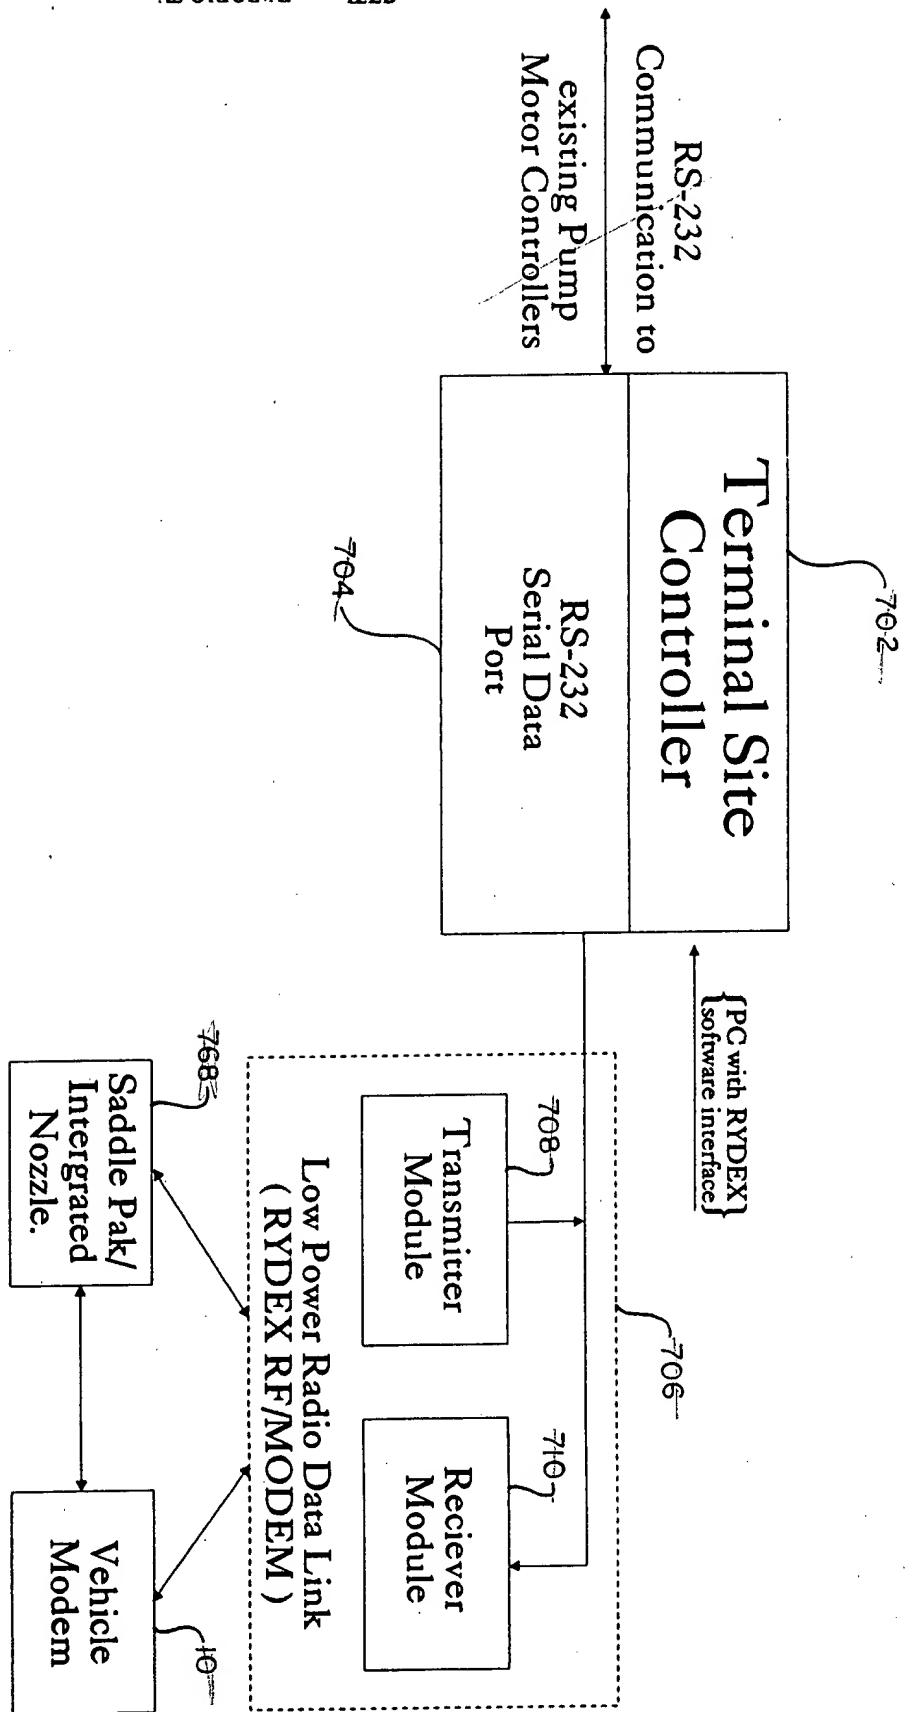 RS-232
Communication to
existing Pump
Motor Controllers
Terminal Site
Controller
702
RS-232
Serial Data
Port
704
{PC with RYDEX}
{software interface}
706
708
Transmitter
Module
710
Reciever
Module
Low Power Radio Data Link
( RYDEX RF/MODEM )
768
Saddle Pak/
Intergrated
Nozzle.
Vehicle
Modem
10